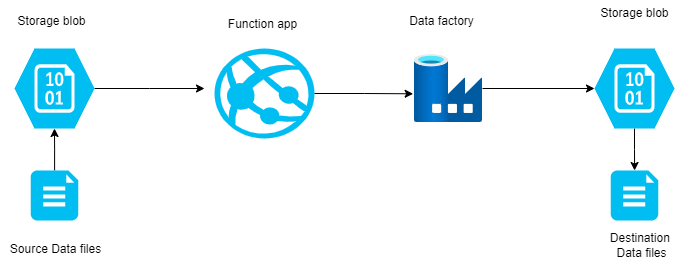 Storage blob
Function app
Data factory
Storage blob
10
01
10
01
Source Data files
Destination
Data files